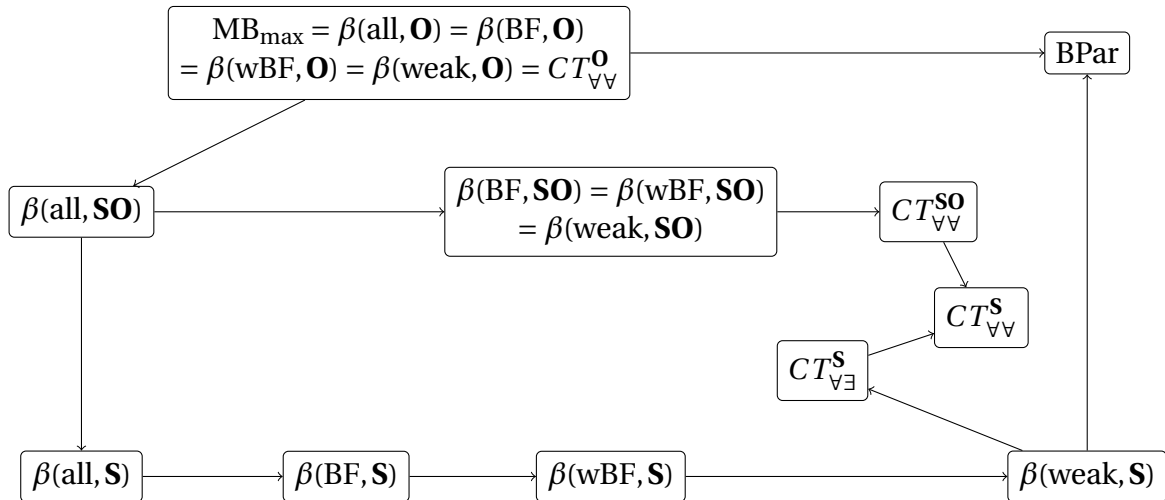 MB_max = β(all, O) = β(BF, O)
= β(wBF, O) = β(weak, O) = CT^O_∀∀
BPar
β(all, SO)
β(BF, SO) = β(wBF, SO)
= β(weak, SO)
CT^SO_∀∀
CT^S_∀∀
CT^S_∀∃
β(all, S)
β(BF, S)
β(wBF, S)
β(weak, S)